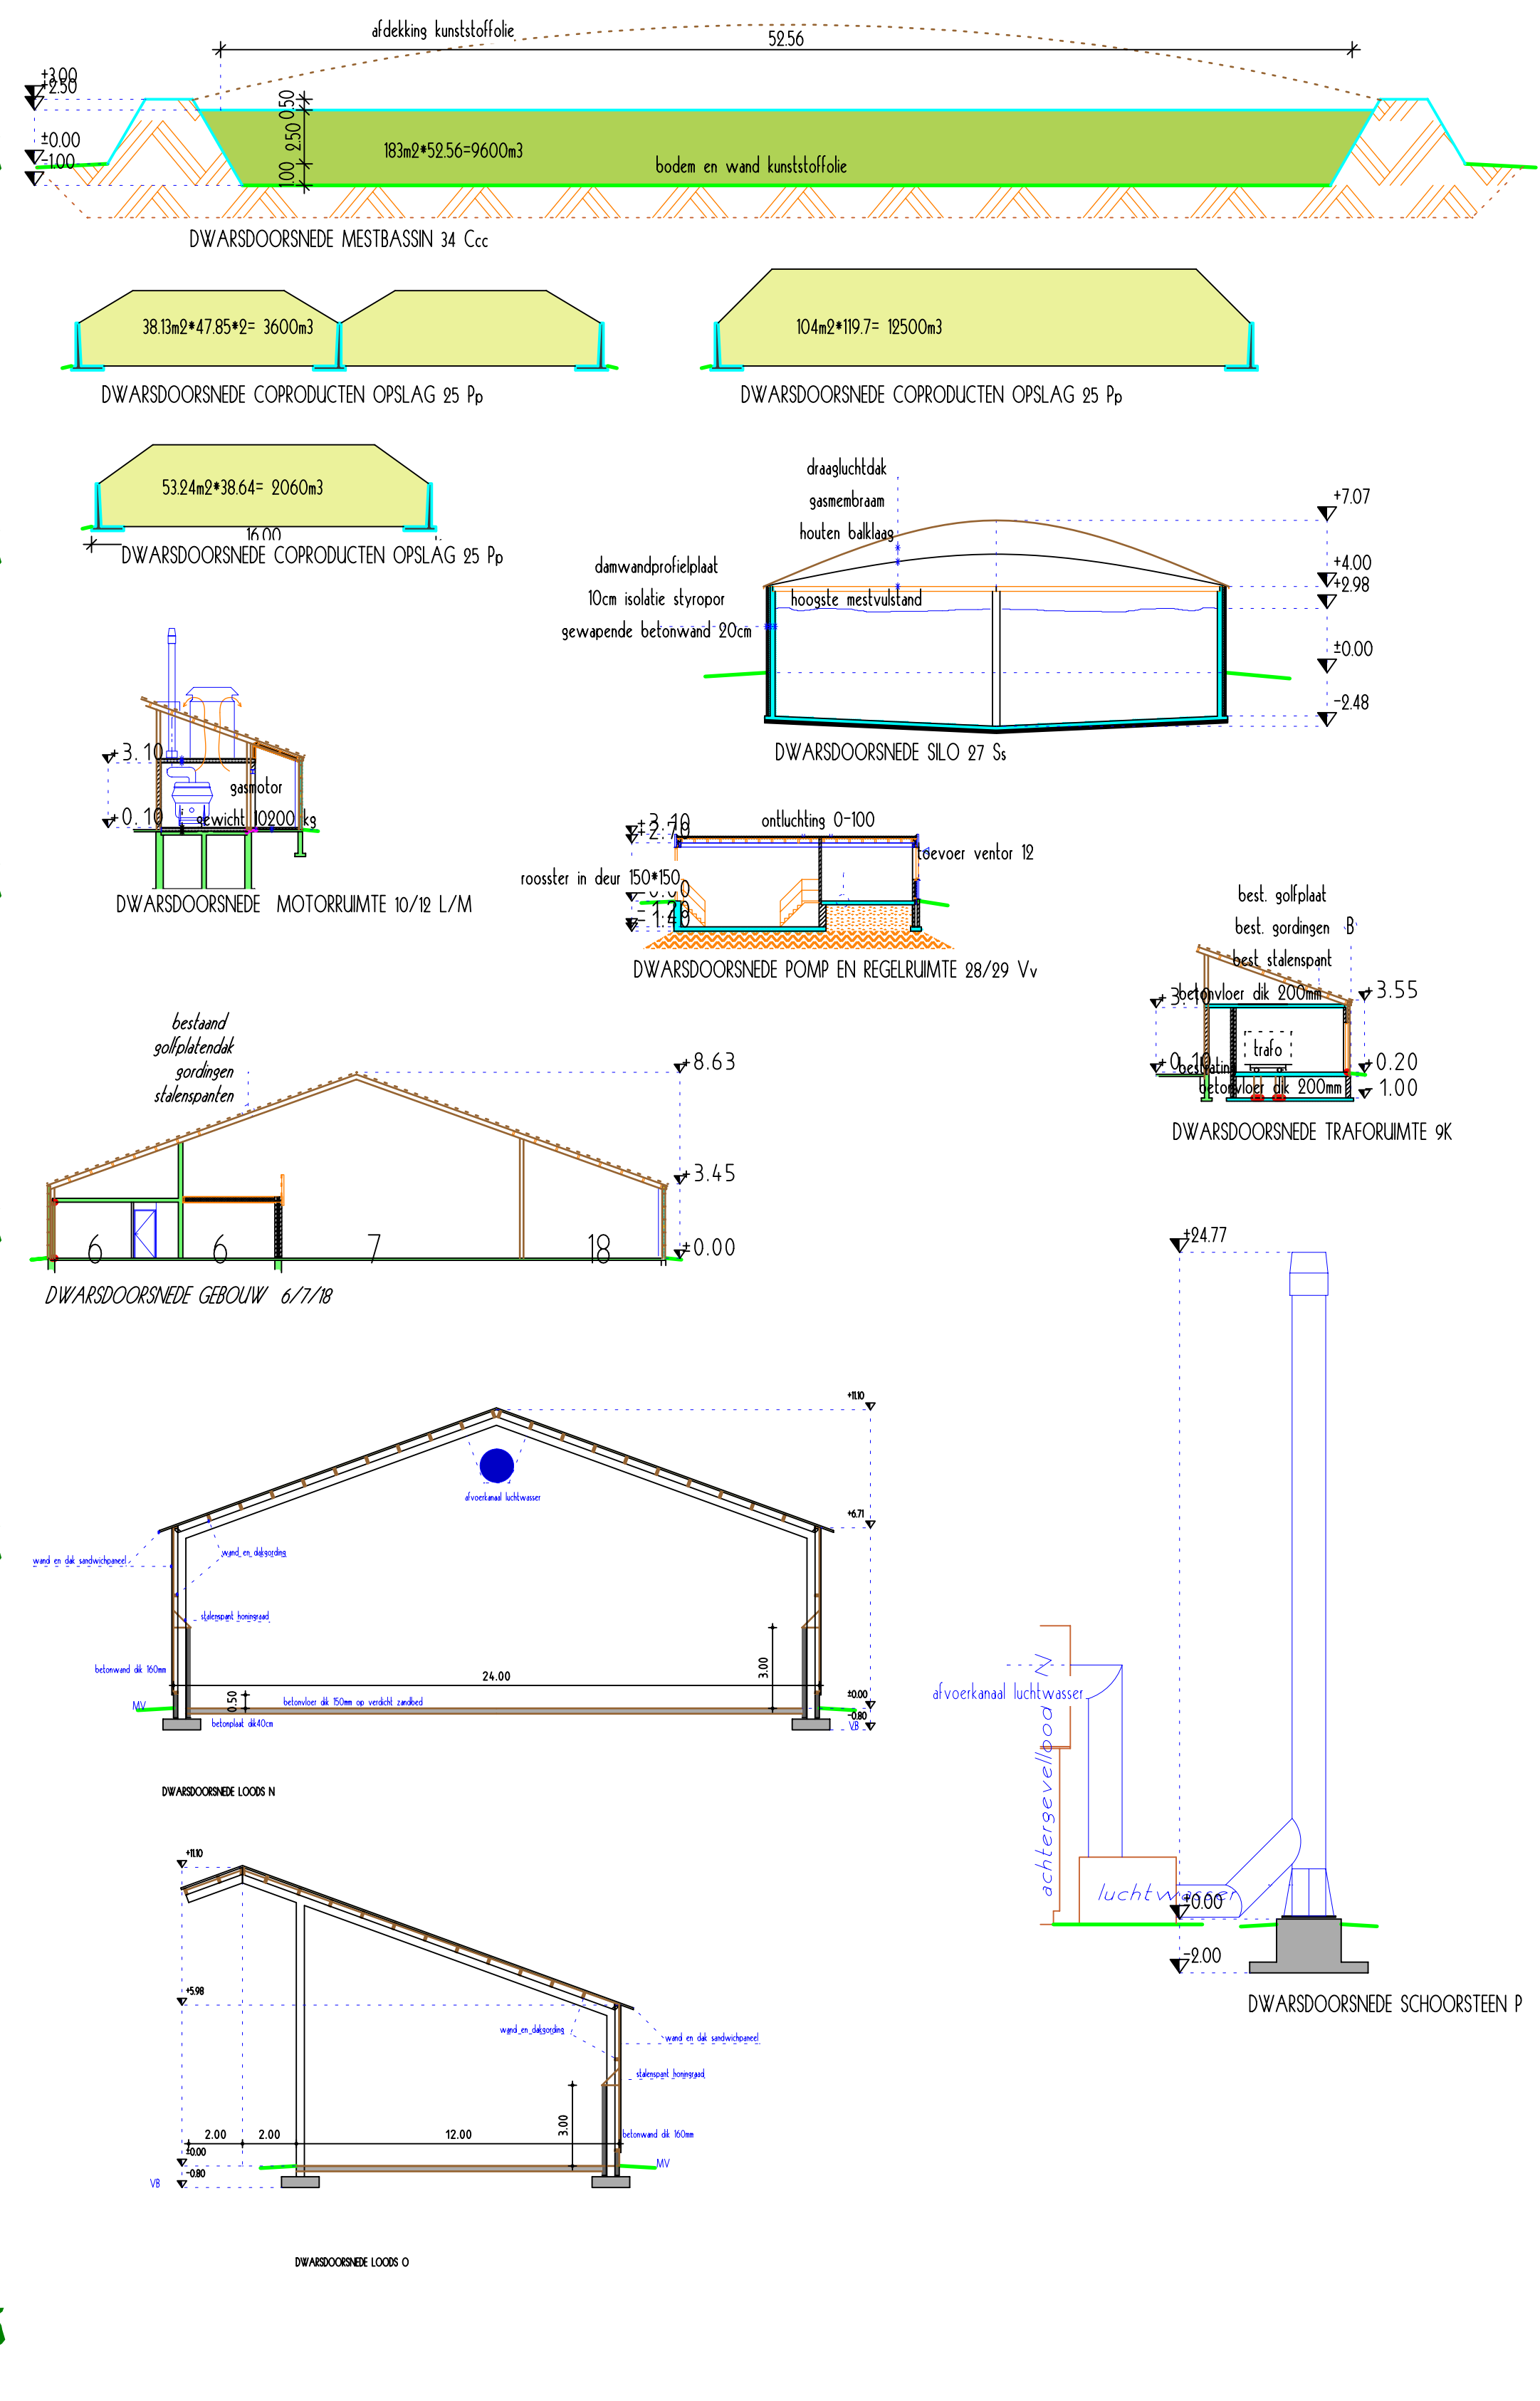 afdekking kunststoffolie
52.56
+3.00
+2.50
0.50
2.50
±0.00
-1.00
1.00
183m2*52.56=9600m3
bodem en wand kunststoffolie
DWARSDOORSNEDE MESTBASSIN 34 Ccc
38.13m2*47.85*2= 3600m3
104m2*119.7= 12500m3
DWARSDOORSNEDE COPRODUCTEN OPSLAG 25 Pp
DWARSDOORSNEDE COPRODUCTEN OPSLAG 25 Pp
53.24m2*38.64= 2060m3
16.00
DWARSDOORSNEDE COPRODUCTEN OPSLAG 25 Pp
draagluchtdak
gasmembraam
houten balklaag
+7.07
+4.00
+2.98
damwandprofielplaat
10cm isolatie styropor
gewapende betonwand 20cm
hoogste mestvulstand
±0.00
-2.48
DWARSDOORSNEDE SILO 27 Ss
+3.10
gasmotor
+0.10
gewicht 10200 kg
DWARSDOORSNEDE MOTORRUIMTE 10/12 L/M
ontluchting 0-100
+2.70
toevoer ventor 12
roosster in deur 150*150
DWARSDOORSNEDE POMP EN REGELRUIMTE 28/29 Vv
best. golfplaat
best. gordingen B
best stalenspant
betonvloer dik 200mm
+3.10
+3.55
trafo
+0.10
bestrating
+0.20
betonvloer dik 200mm
- 1.00
DWARSDOORSNEDE TRAFORUIMTE 9K
bestaand
golfplatendak
gordingen
stalenspanten
+8.63
+3.45
±0.00
6
6
7
18
DWARSDOORSNEDE GEBOUW 6/7/18
+24.77
+11.10
afvoerkanaal luchtwasser
+6.71
wand en dak sandwichpaneel
wand en dakgording
stalenspant honingraad
betonwand dik 160mm
24.00
3.00
0.50
betonvloer dik 150mm op verdicht zandbed
MV
betonplaat dik40cm
±0.00
-0.80
VB
DWARSDOORSNEDE LOODS N
afvoerkanaal luchtwasser
achtergevelloods N
luchtwasser
±0.00
-2.00
DWARSDOORSNEDE SCHOORSTEEN P
+11.10
+5.98
wand en dakgording
wand en dak sandwichpaneel
stalenspant honingraad
2.00
2.00
12.00
3.00
betonwand dik 160mm
±0.00
-0.80
MV
VB
DWARSDOORSNEDE LOODS O